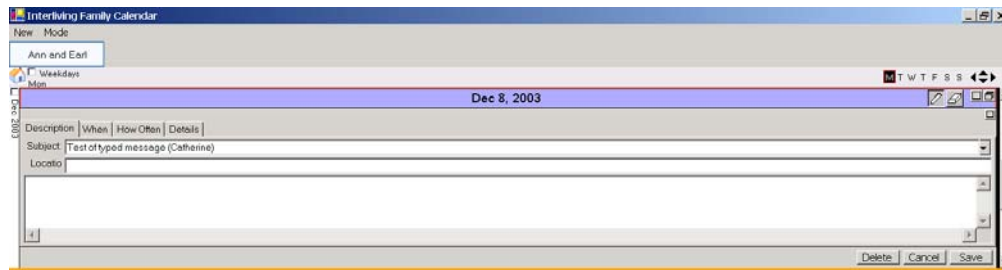 Interliving Family Calendar
New Mode
Ann and Earl
Weekdays
Mon
M T W T F S S
Dec 8, 2003
Dec 2003
Description When How Often Details
Subject Test of typed message (Catherine)
Locatio
Delete Cancel Save